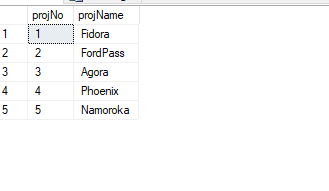 projNo projName
1 1 Fidora
2 2 FordPass
3 3 Agora
4 4 Phoenix
5 5 Namoroka